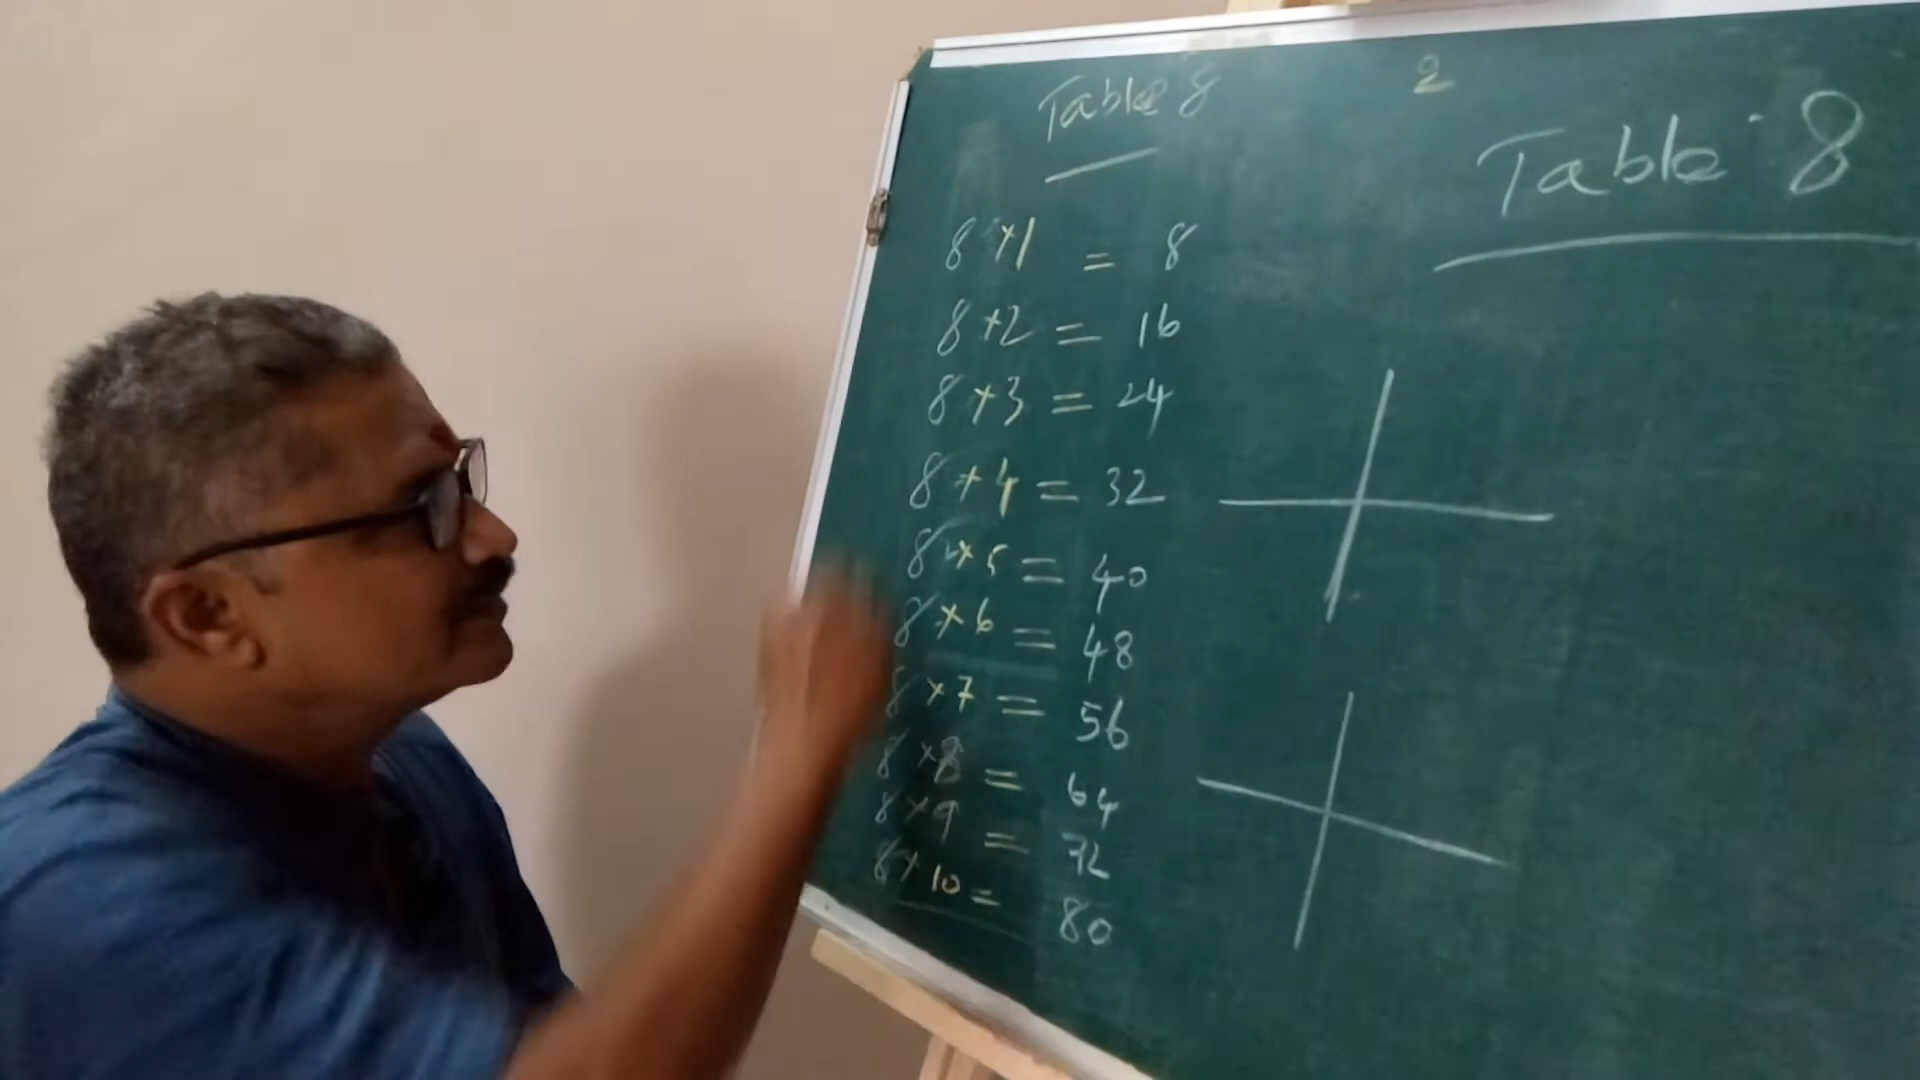 Table 8
8 × 1 = 8
8 × 2 = 16
8 × 3 = 24
8 × 4 = 32
8 × 5 = 40
8 × 6 = 48
8 × 7 = 56
8 × 8 = 64
8 × 9 = 72
8 × 10 = 80
2
Table 8